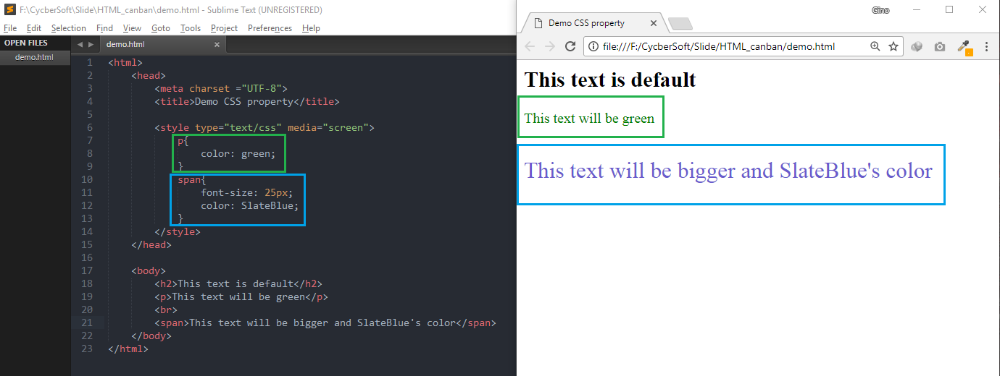 F:\CycberSoft\Slide\HTML_canban\demo.html - Sublime Text (UNREGISTERED)
File Edit Selection Find View Goto Tools Project Preferences Help
OPEN FILES
demo.html
demo.html
1 <html>
2 <head>
3 <meta charset ="UTF-8">
4 <title>Demo CSS property</title>
5
6 <style type="text/css" media="screen">
7 p{
8 color: green;
9 }
10 span{
11 font-size: 25px;
12 color: SlateBlue;
13 }
14 </style>
15 </head>
16
17 <body>
18 <h2>This text is default</h2>
19 <p>This text will be green</p>
20 <br>
21 <span>This text will be bigger and SlateBlue's color</span>
22 </body>
23 </html>
Gino
Demo CSS property
file:///F:/CycberSoft/Slide/HTML_canban/demo.html
This text is default
This text will be green
This text will be bigger and SlateBlue's color